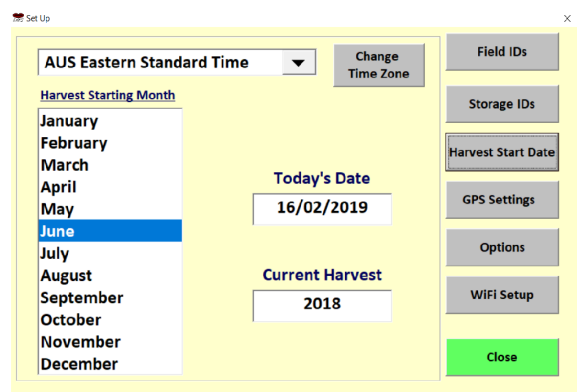 Set Up
AUS Eastern Standard Time
Change
Time Zone
Harvest Starting Month
January
February
March
April
May
June
July
August
September
October
November
December
Today's Date
16/02/2019
Current Harvest
2018
Field IDs
Storage IDs
Harvest Start Date
GPS Settings
Options
WiFi Setup
Close